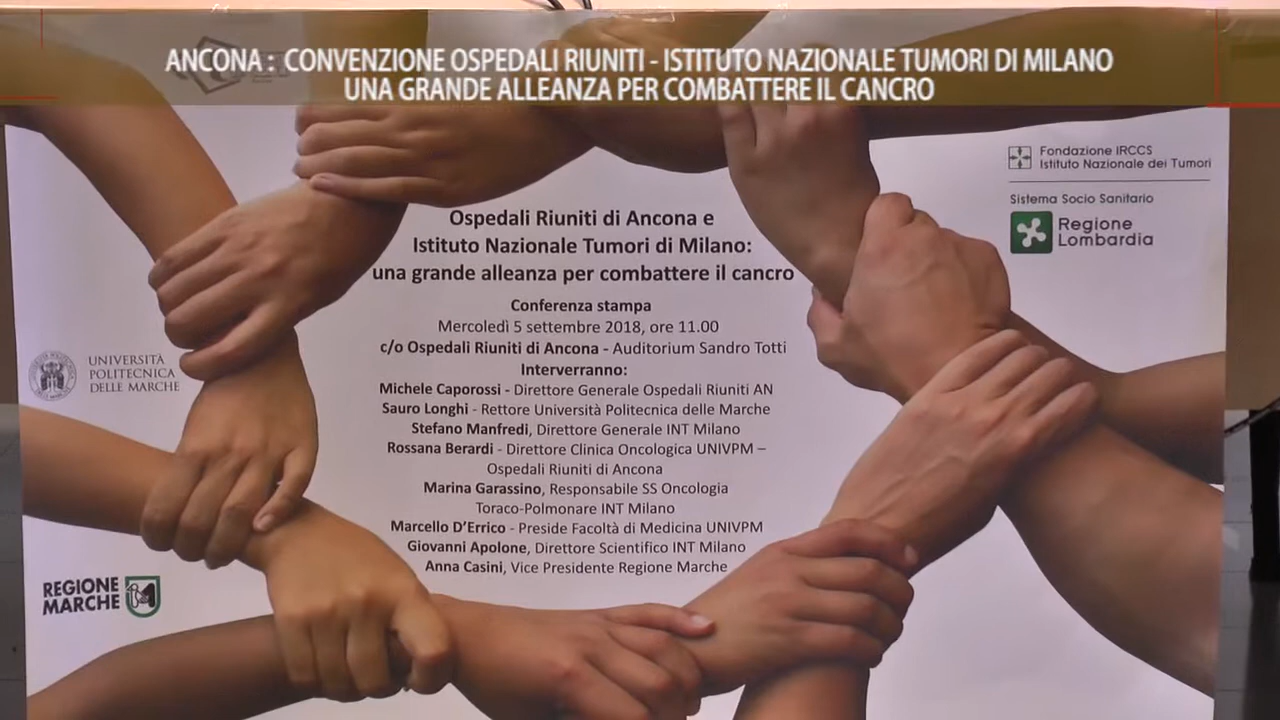 ANCONA : CONVENZIONE OSPEDALI RIUNITI - ISTITUTO NAZIONALE TUMORI DI MILANO
UNA GRANDE ALLEANZA PER COMBATTERE IL CANCRO
Fondazione IRCCS
Istituto Nazionale dei Tumori
Sistema Socio Sanitario
Regione
Lombardia
Ospedali Riuniti di Ancona e
Istituto Nazionale Tumori di Milano:
una grande alleanza per combattere il cancro
Conferenza stampa
Mercoledì 5 settembre 2018, ore 11.00
c/o Ospedali Riuniti di Ancona - Auditorium Sandro Totti
Interverranno:
Michele Caporossi - Direttore Generale Ospedali Riuniti AN
Sauro Longhi - Rettore Università Politecnica delle Marche
Stefano Manfredi, Direttore Generale INT Milano
Rossana Berardi - Direttore Clinica Oncologica UNIVPM –
Ospedali Riuniti di Ancona
Marina Garassino, Responsabile SS Oncologia
Toraco-Polmonare INT Milano
Marcello D'Errico - Preside Facoltà di Medicina UNIVPM
Giovanni Apolone, Direttore Scientifico INT Milano
Anna Casini, Vice Presidente Regione Marche
UNIVERSITÀ
POLITECNICA
DELLE MARCHE
REGIONE
MARCHE